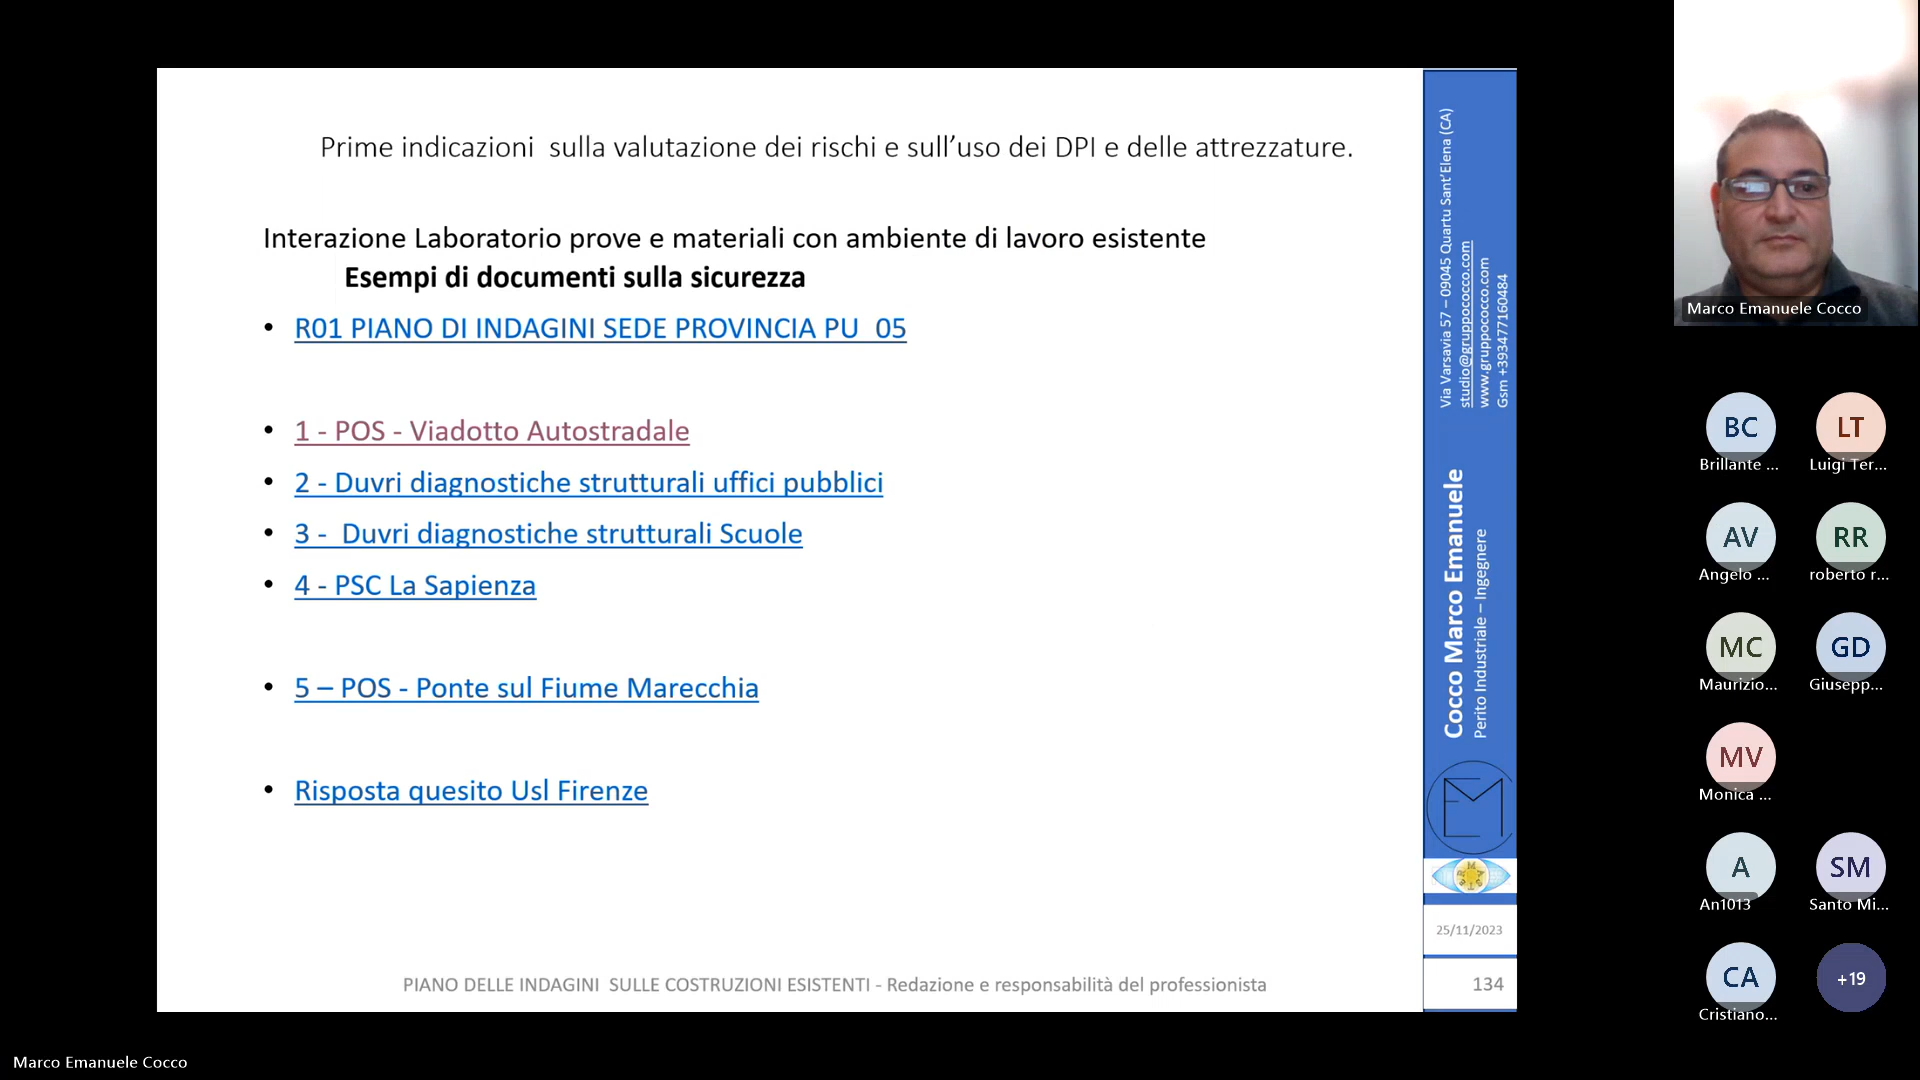 Prime indicazioni  sulla valutazione dei rischi e sull’uso dei DPI e delle attrezzature.
Interazione Laboratorio prove e materiali con ambiente di lavoro esistente
Esempi di documenti sulla sicurezza
• R01 PIANO DI INDAGINI SEDE PROVINCIA PU_05
• 1 - POS - Viadotto Autostradale
• 2 - Duvri diagnostiche strutturali uffici pubblici
• 3 -  Duvri diagnostiche strutturali Scuole
• 4 - PSC La Sapienza
• 5 – POS - Ponte sul Fiume Marecchia
• Risposta quesito Usl Firenze
PIANO DELLE INDAGINI  SULLE COSTRUZIONI ESISTENTI - Redazione e responsabilità del professionista
Via Varsavia 57 – 09045 Quartu Sant’Elena (CA)
studio@gruppococco.com
www.gruppococco.com
Gsm +393477160484
Cocco Marco Emanuele
Perito Industriale – Ingegnere
25/11/2023
134
Marco Emanuele Cocco
BC
Brillante ...
LT
Luigi Ter...
AV
Angelo ...
RR
roberto r...
MC
Maurizio...
GD
Giusepp...
MV
Monica ...
A
An1013
SM
Santo Mi...
CA
Cristiano...
+19
Marco Emanuele Cocco